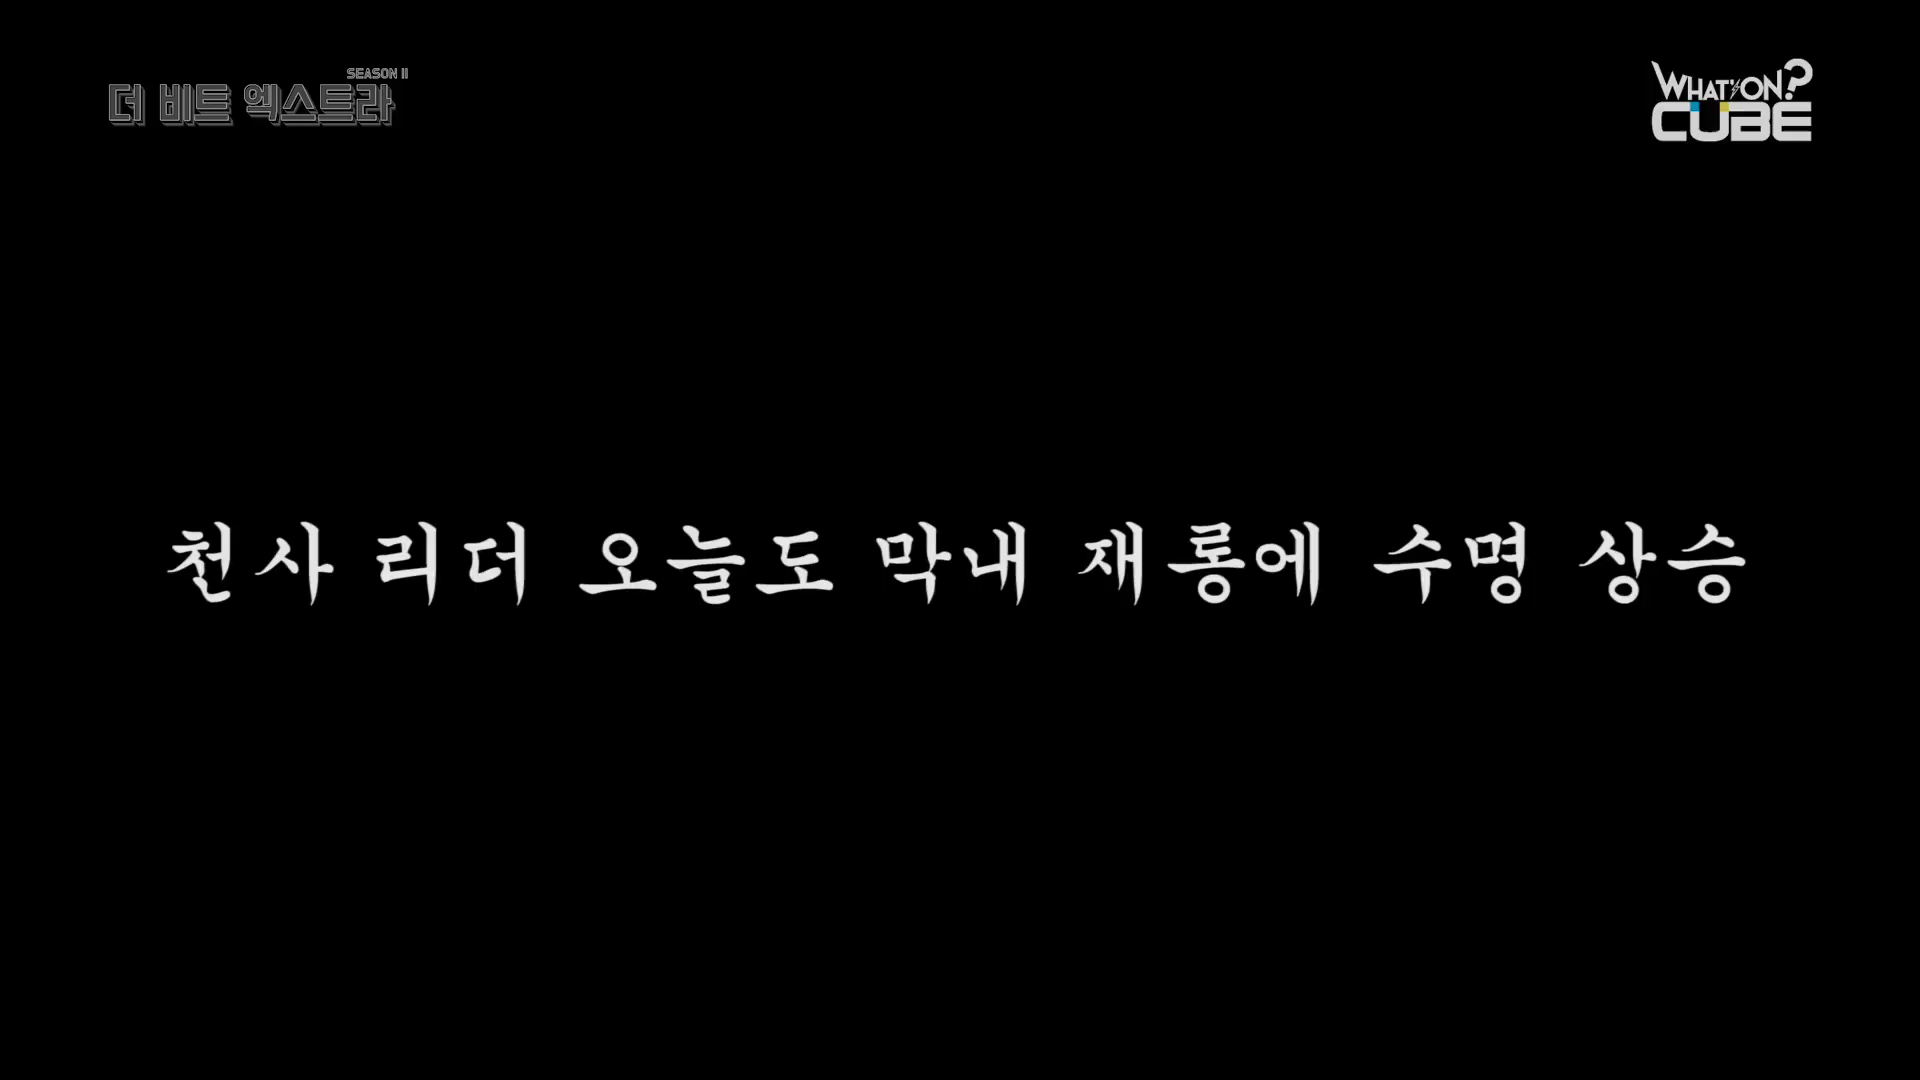 SEASON II
더 비트 엑스트라
WHAT'S ON?
CUBE
천사 리더 오늘도 막내 재롱에 수명 상승